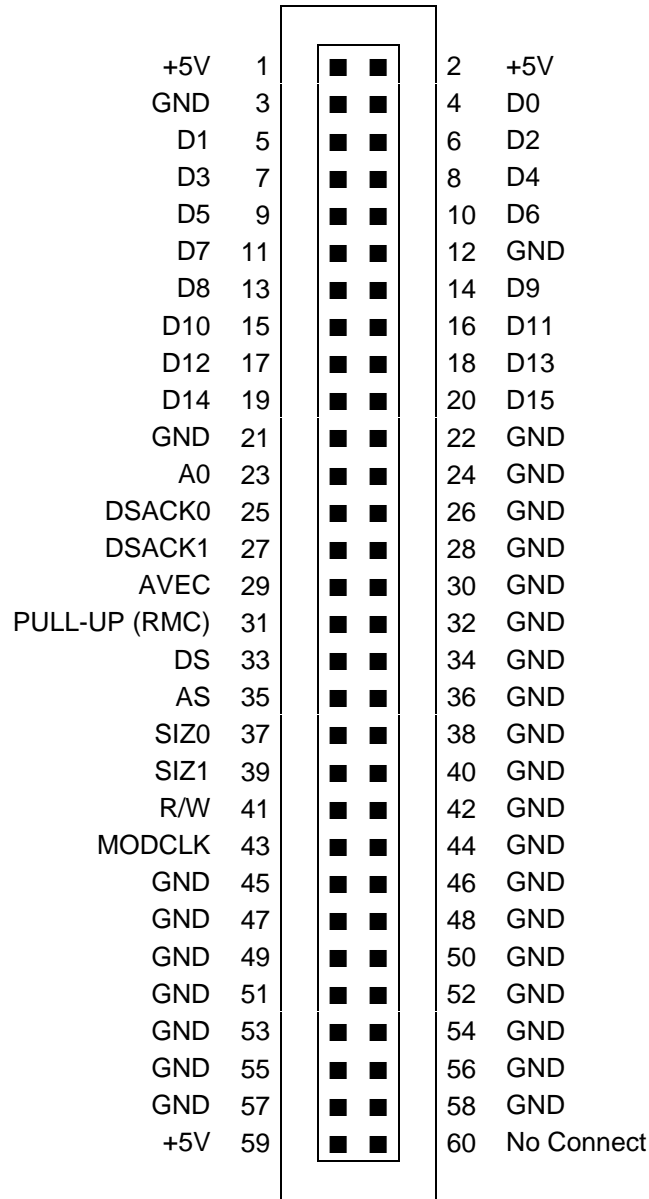 +5V 1 2 +5V
GND 3 4 D0
D1 5 6 D2
D3 7 8 D4
D5 9 10 D6
D7 11 12 GND
D8 13 14 D9
D10 15 16 D11
D12 17 18 D13
D14 19 20 D15
GND 21 22 GND
A0 23 24 GND
DSACK0 25 26 GND
DSACK1 27 28 GND
AVEC 29 30 GND
PULL-UP (RMC) 31 32 GND
DS 33 34 GND
AS 35 36 GND
SIZ0 37 38 GND
SIZ1 39 40 GND
R/W 41 42 GND
MODCLK 43 44 GND
GND 45 46 GND
GND 47 48 GND
GND 49 50 GND
GND 51 52 GND
GND 53 54 GND
GND 55 56 GND
GND 57 58 GND
+5V 59 60 No Connect